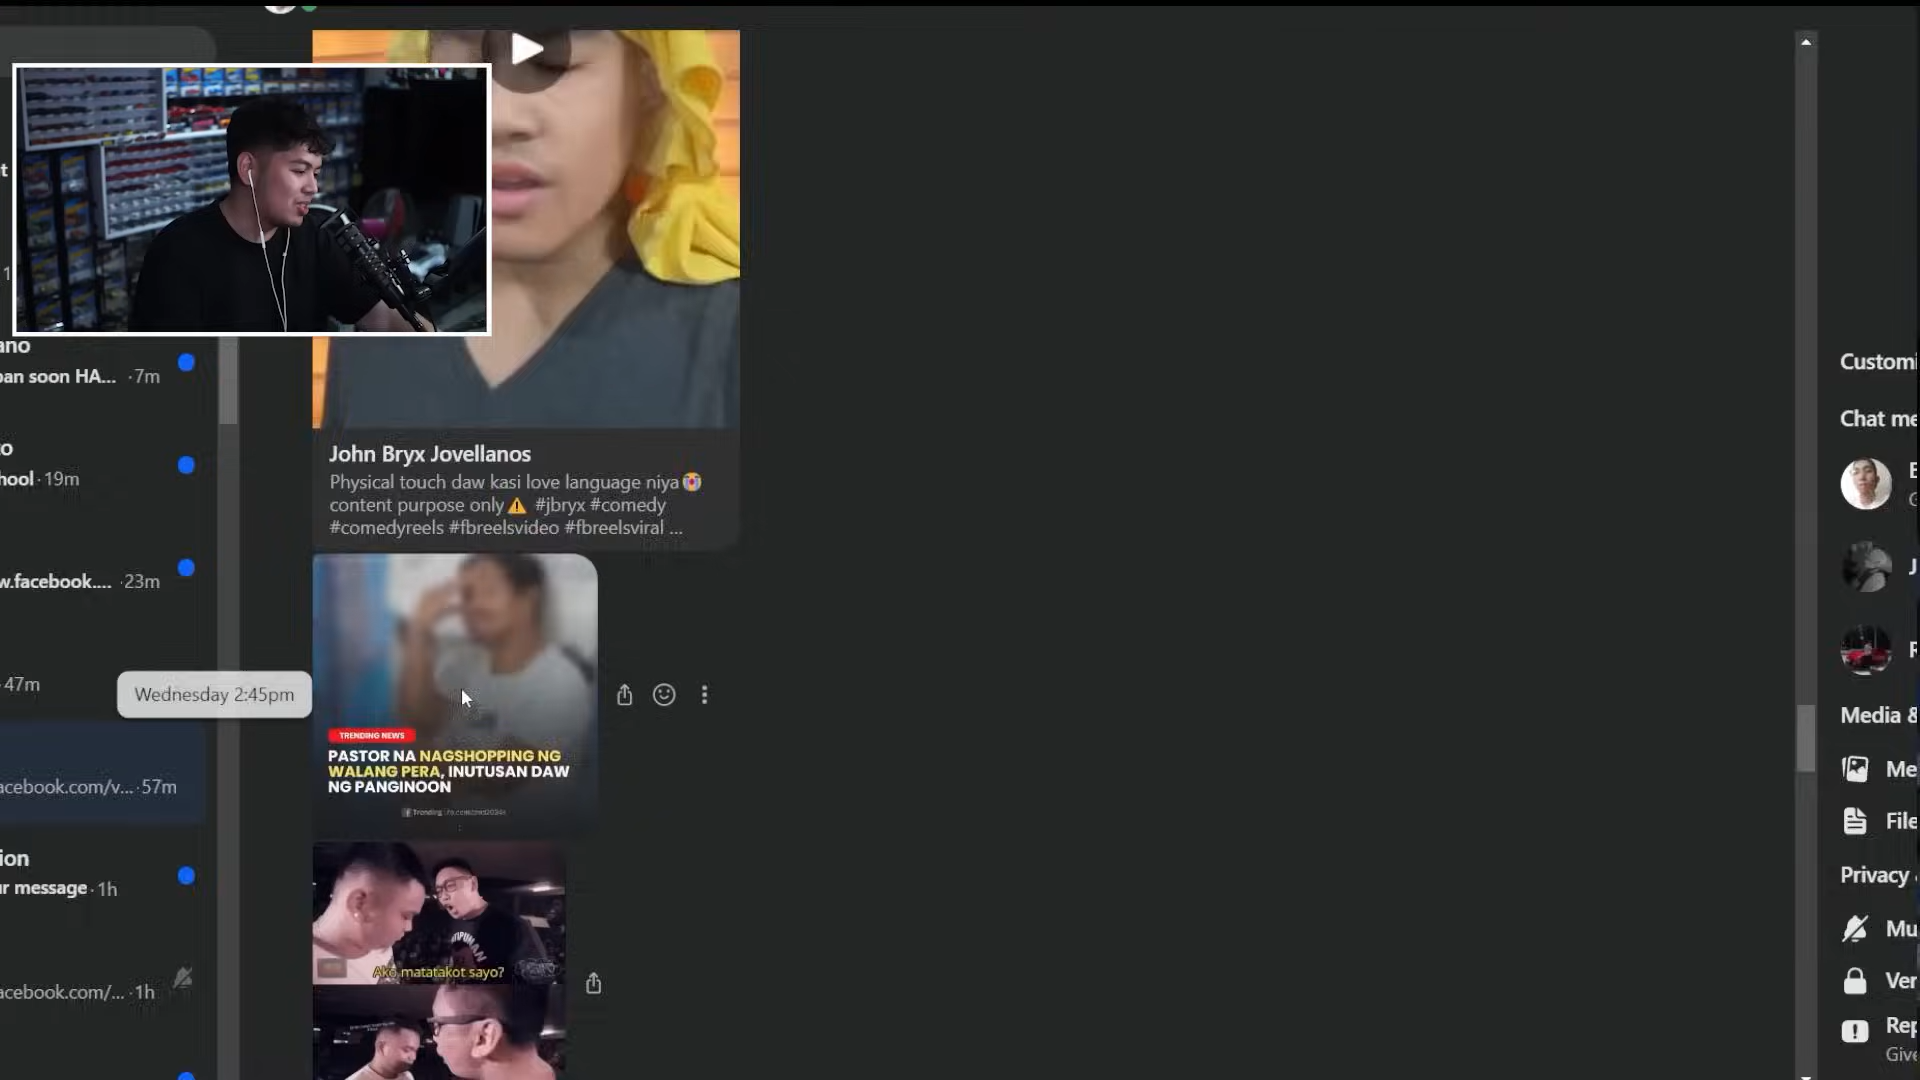 ano
oan soon HA... · 7m
hool · 19m
w.facebook.... · 23m
47m
acebook.com/v... · 57m
ion
ur message · 1h
acebook.com/... · 1h
John Bryx Jovellanos
Physical touch daw kasi love language niya😭
content purpose only⚠️ #jbryx #comedy
#comedyreels #fbreelsvideo #fbreelsviral ...
Wednesday 2:45pm
TRENDING NEWS
PASTOR NA NAGSHOPPING NG
WALANG PERA, INUTUSAN DAW
NG PANGINOON
Ako matatakot sayo?
Customi
Chat me
Media &
Me
File
Privacy
Mu
Ver
Rep
Give